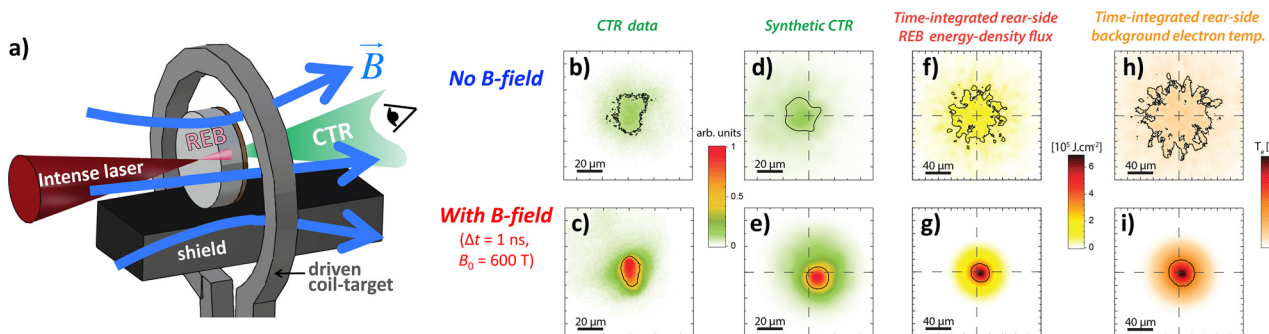 a)
B
REB
CTR
Intense laser
shield
driven
coil-target
No B-field
With B-field
(Δt = 1 ns,
B₀ = 600 T)
CTR data
Synthetic CTR
Time-integrated rear-side
REB energy-density flux
Time-integrated rear-side
background electron temp.
b)
20 μm
d)
20 μm
f)
40 μm
h)
40 μm
arb. units
1
0.5
0
[10⁵ J.cm⁻²]
6
4
2
0
Tₑ [
c)
20 μm
e)
20 μm
g)
40 μm
i)
40 μm